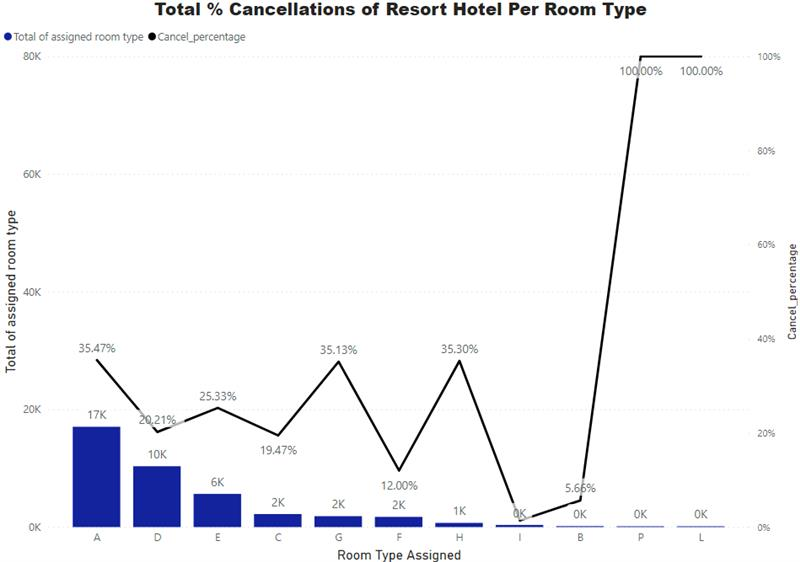 Total % Cancellations of Resort Hotel Per Room Type
Total of assigned room type Cancel_percentage
80K
60K
40K
20K
0K
Total of assigned room type
100%
80%
60%
40%
20%
0%
Cancel_percentage
35.47%
20.21%
25.33%
19.47%
35.13%
12.00%
35.30%
5.66%
100.00%
100.00%
17K
10K
6K
2K
2K
2K
1K
0K
0K
0K
0K
A D E C G F H I B P L
Room Type Assigned